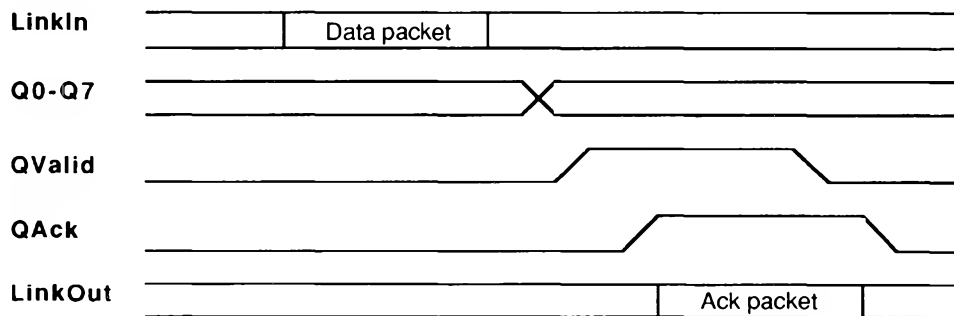 LinkIn
Data packet
Q0-Q7
QValid
QAck
LinkOut
Ack packet